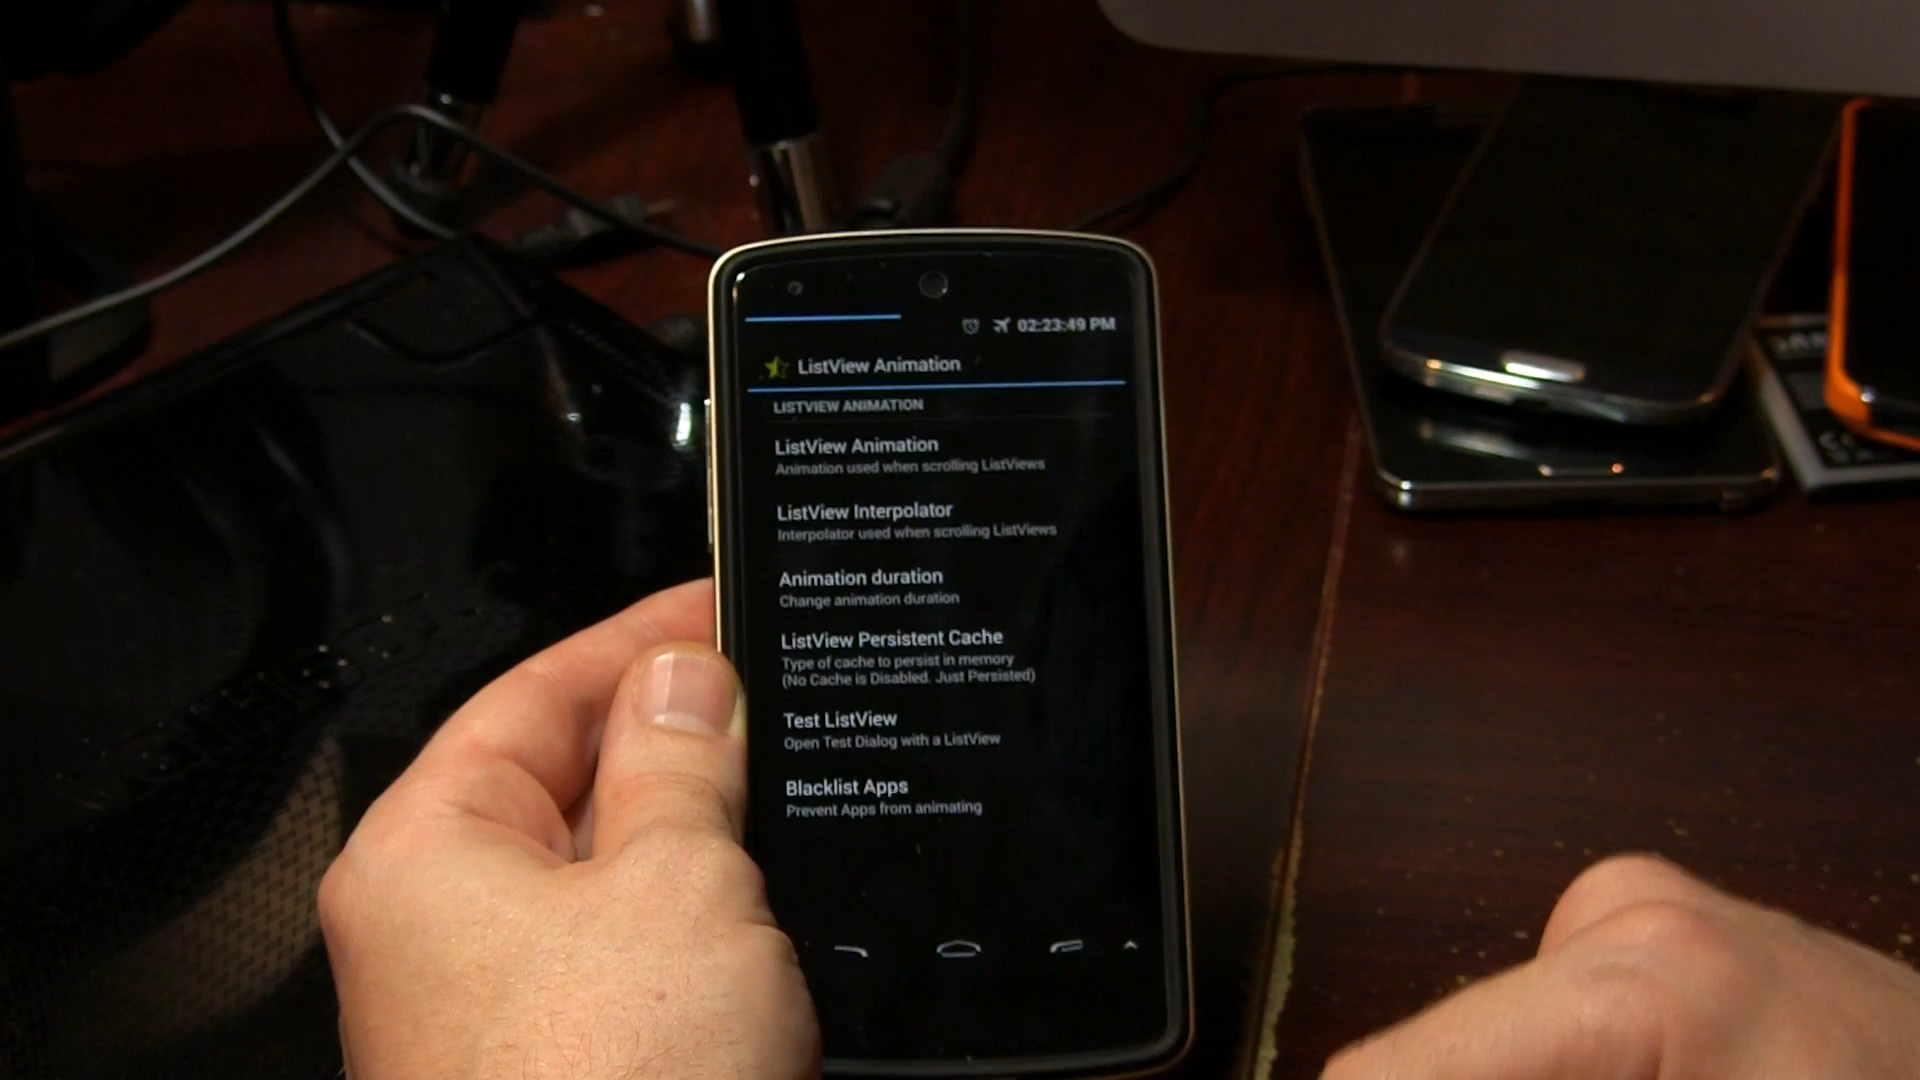 02:23:49 PM
ListView Animation
LISTVIEW ANIMATION
ListView Animation
Animation used when scrolling ListViews
ListView Interpolator
Interpolator used when scrolling ListViews
Animation duration
Change animation duration
ListView Persistent Cache
Type of cache to persist in memory
(No Cache is Disabled. Just Persisted)
Test ListView
Open Test Dialog with a ListView
Blacklist Apps
Prevent Apps from animating